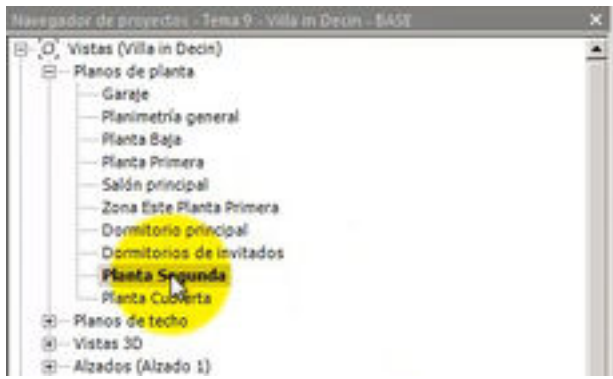 Navegador de proyectos - Tema 9 - Villa in Decin - BASE
Vistas (Villa in Decin)
Planos de planta
Garaje
Planimetría general
Planta Baja
Planta Primera
Salón principal
Zona Este Planta Primera
Dormitorio principal
Dormitorios de invitados
Planta Segunda
Planta Cubierta
Planos de techo
Vistas 3D
Alzados (Alzado 1)